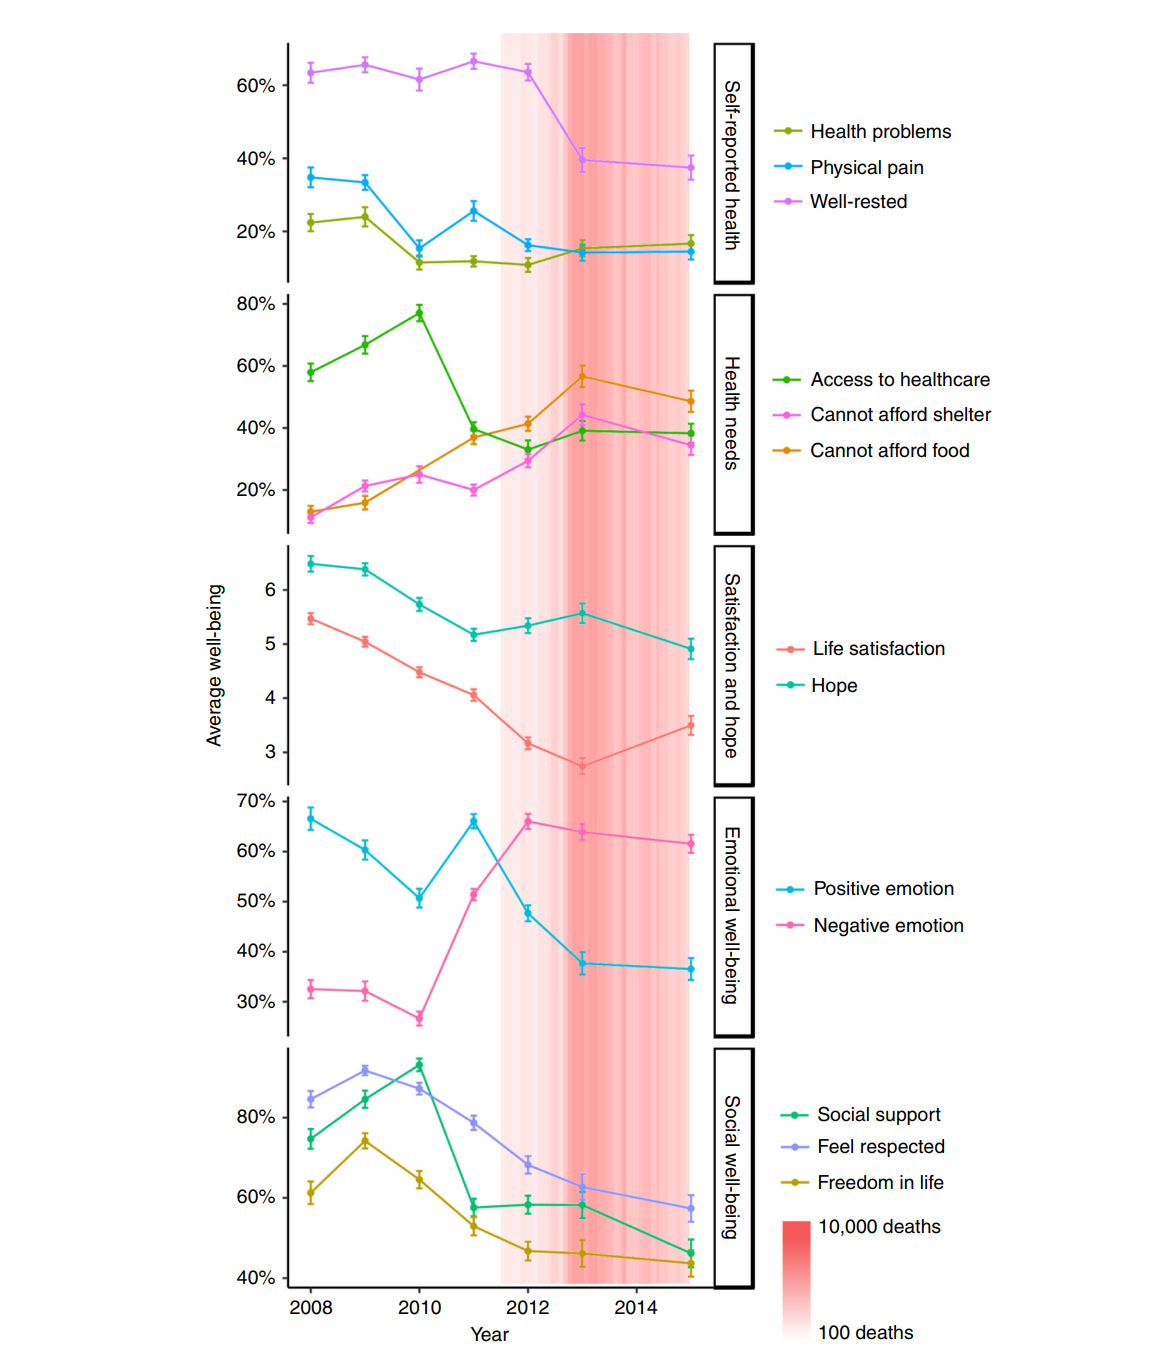 60%
40%
20%
Self-reported health
Health problems
Physical pain
Well-rested
80%
60%
40%
20%
Health needs
Access to healthcare
Cannot afford shelter
Cannot afford food
Average well-being
6
5
4
3
Satisfaction and hope
Life satisfaction
Hope
70%
60%
50%
40%
30%
Emotional well-being
Positive emotion
Negative emotion
80%
60%
40%
Social well-being
Social support
Feel respected
Freedom in life
10,000 deaths
100 deaths
2008 2010 2012 2014
Year